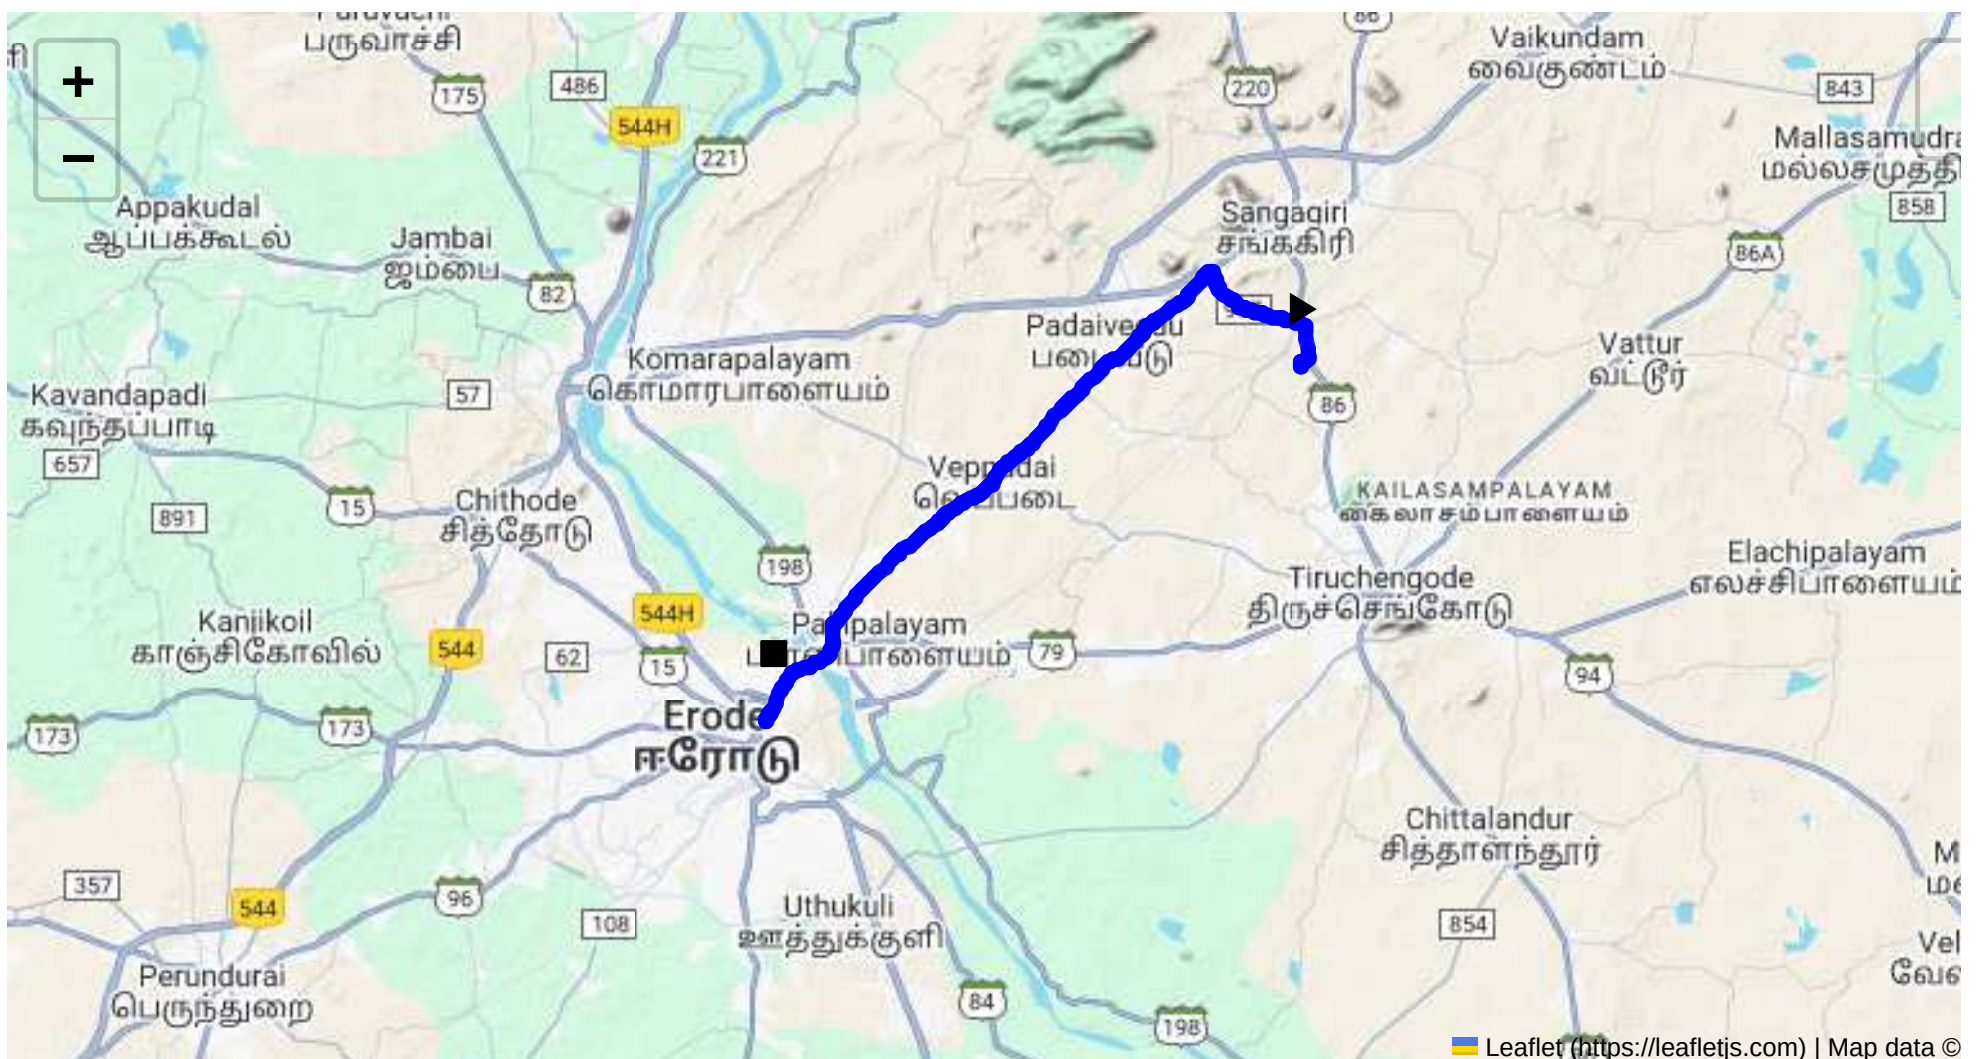 பருவாச்சி
Vaikundam
வைகுண்டம்
+
−
175
486
544H
221
220
86
843
Mallasamudra
மல்லசமுத்தி
858
Appakudal
ஆப்பக்கூடல்
Jambai
ஜம்பை
82
Sangagiri
சங்ககிரி
86A
Padaiveedu
Vattur
வட்டூர்
Komarapalayam
கொமாரபாளையம்
57
Kavandapadi
கவுந்தப்பாடி
657
86
891
15
Chithode
சித்தோடு
KAILASAMPALAYAM
கைலாசம்பாளையம்
198
Tiruchengode
திருச்செங்கோடு
Elachipalayam
எலச்சிபாளையம்
Kanjikoil
காஞ்சிகோவில்
544
62
544H
15
79
94
173
173
Erode
ஈரோடு
Chittalandur
சித்தாளந்தூர்
357
544
96
108
Uthukuli
ஊத்துக்குளி
854
Perundurai
பெருந்துறை
84
198
Leaflet (https://leafletjs.com) | Map data ©